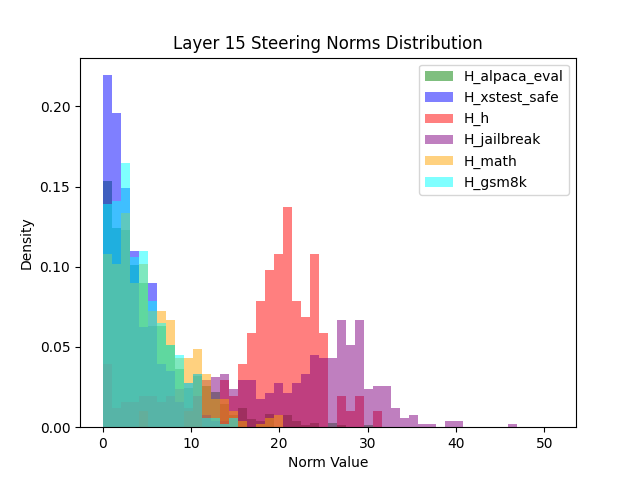 Layer 15 Steering Norms Distribution
H_alpaca_eval
H_xstest_safe
H_h
H_jailbreak
H_math
H_gsm8k
Density
0.20
0.15
0.10
0.05
0.00
0 10 20 30 40 50
Norm Value